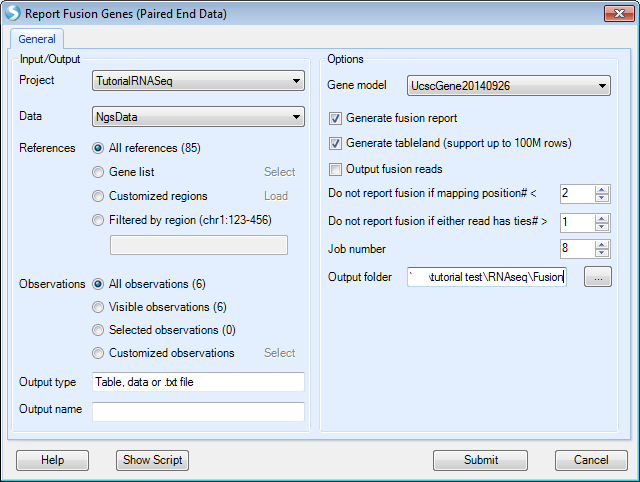 Report Fusion Genes (Paired End Data)
General
Input/Output
Project
TutorialRNASeq
Data
NgsData
References
All references (85)
Gene list
Select
Customized regions
Load
Filtered by region (chr1:123-456)
Observations
All observations (6)
Visible observations (6)
Selected observations (0)
Customized observations
Select
Output type
Table, data or .txt file
Output name
Options
Gene model
UcscGene20140926
Generate fusion report
Generate tableland (support up to 100M rows)
Output fusion reads
Do not report fusion if mapping position# <
2
Do not report fusion if either read has ties# >
1
Job number
8
Output folder
\tutorial test\RNAseq\Fusion
...
Help
Show Script
Submit
Cancel